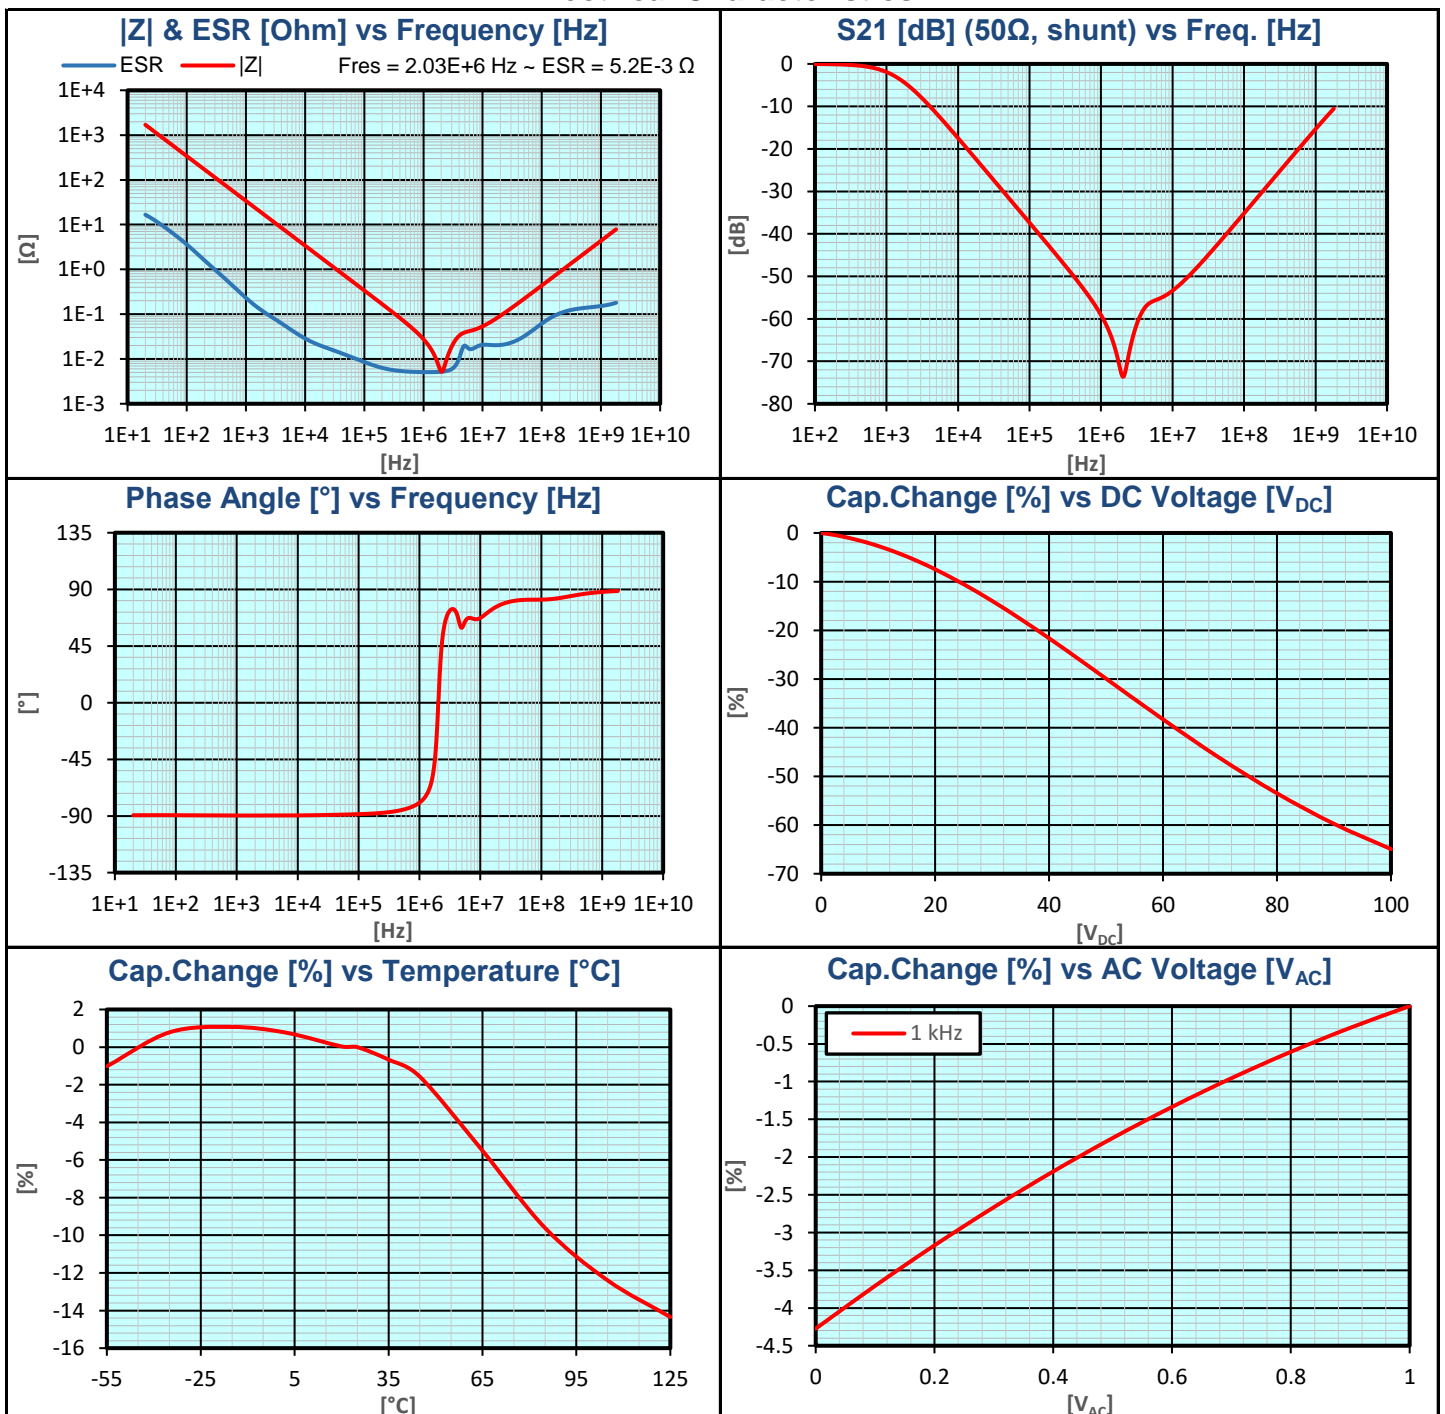 |Z| & ESR [Ohm] vs Frequency [Hz]
ESR |Z| Fres = 2.03E+6 Hz ~ ESR = 5.2E-3 Ω
1E+4
1E+3
1E+2
1E+1
1E+0
1E-1
1E-2
1E-3
[Ω]
1E+1 1E+2 1E+3 1E+4 1E+5 1E+6 1E+7 1E+8 1E+9 1E+10
[Hz]
S21 [dB] (50Ω, shunt) vs Freq. [Hz]
0
-10
-20
-30
-40
-50
-60
-70
-80
[dB]
1E+2 1E+3 1E+4 1E+5 1E+6 1E+7 1E+8 1E+9 1E+10
[Hz]
Phase Angle [°] vs Frequency [Hz]
135
90
45
0
-45
-90
-135
[°]
1E+1 1E+2 1E+3 1E+4 1E+5 1E+6 1E+7 1E+8 1E+9 1E+10
[Hz]
Cap.Change [%] vs DC Voltage [VDC]
0
-10
-20
-30
-40
-50
-60
-70
[%]
0 20 40 60 80 100
[VDC]
Cap.Change [%] vs Temperature [°C]
2
0
-2
-4
-6
-8
-10
-12
-14
-16
[%]
-55 -25 5 35 65 95 125
[°C]
Cap.Change [%] vs AC Voltage [VAC]
1 kHz
0
-0.5
-1
-1.5
-2
-2.5
-3
-3.5
-4
-4.5
[%]
0 0.2 0.4 0.6 0.8 1
[VAC]